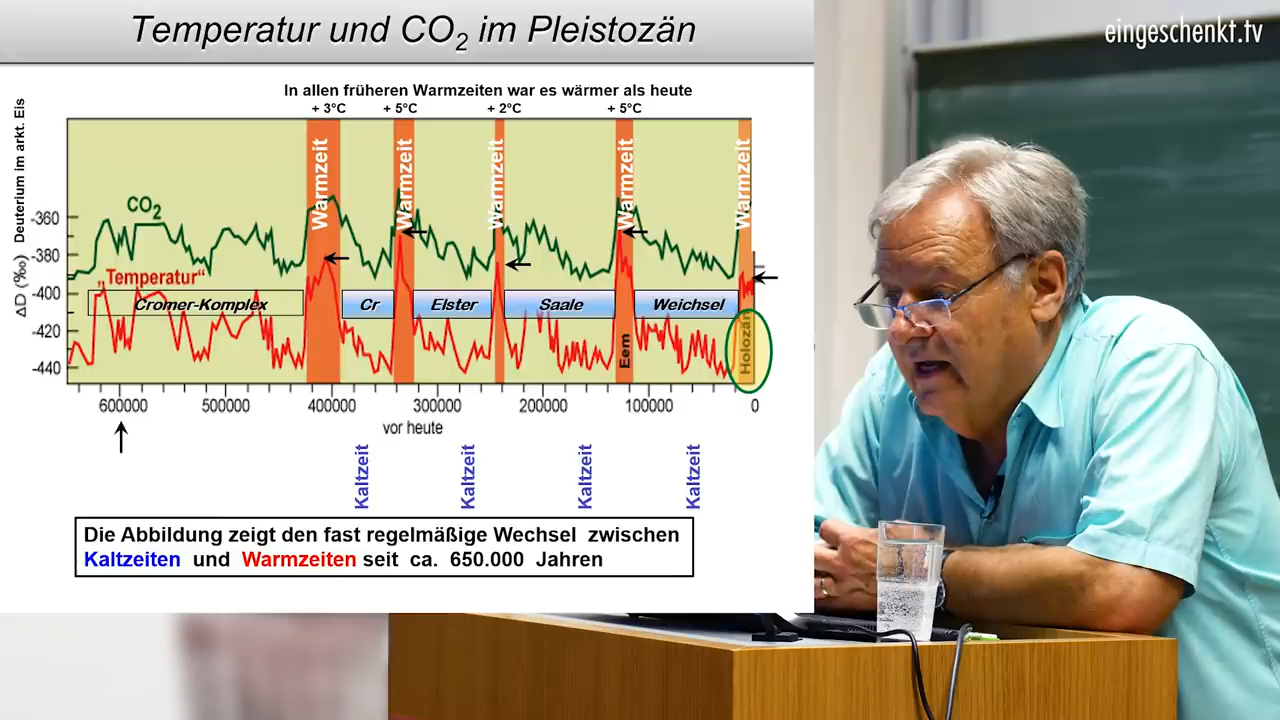 Temperatur und CO₂ im Pleistozän
eingeschenkt.tv
In allen früheren Warmzeiten war es wärmer als heute
+ 3°C + 5°C + 2°C + 5°C
ΔD (‰) Deuterium im arkt. Eis
Warmzeit Warmzeit Warmzeit Warmzeit Warmzeit
CO₂
-360
-380
-400
-420
-440
„Temperatur“
Cromer-Komplex Cr Elster Saale Weichsel
Eem Holozän
600000 500000 400000 300000 200000 100000 0
vor heute
Kaltzeit Kaltzeit Kaltzeit Kaltzeit
Die Abbildung zeigt den fast regelmäßige Wechsel zwischen
Kaltzeiten und Warmzeiten seit ca. 650.000 Jahren